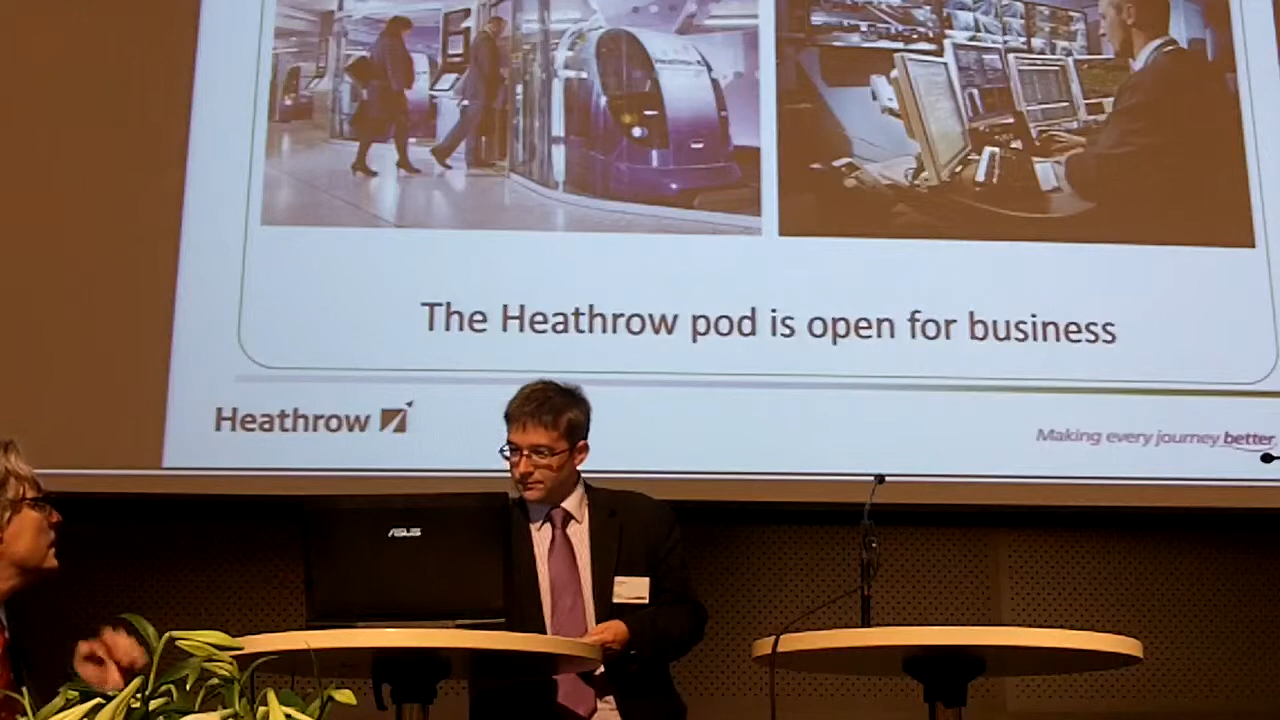 The Heathrow pod is open for business
Heathrow
Making every journey better.
ASUS